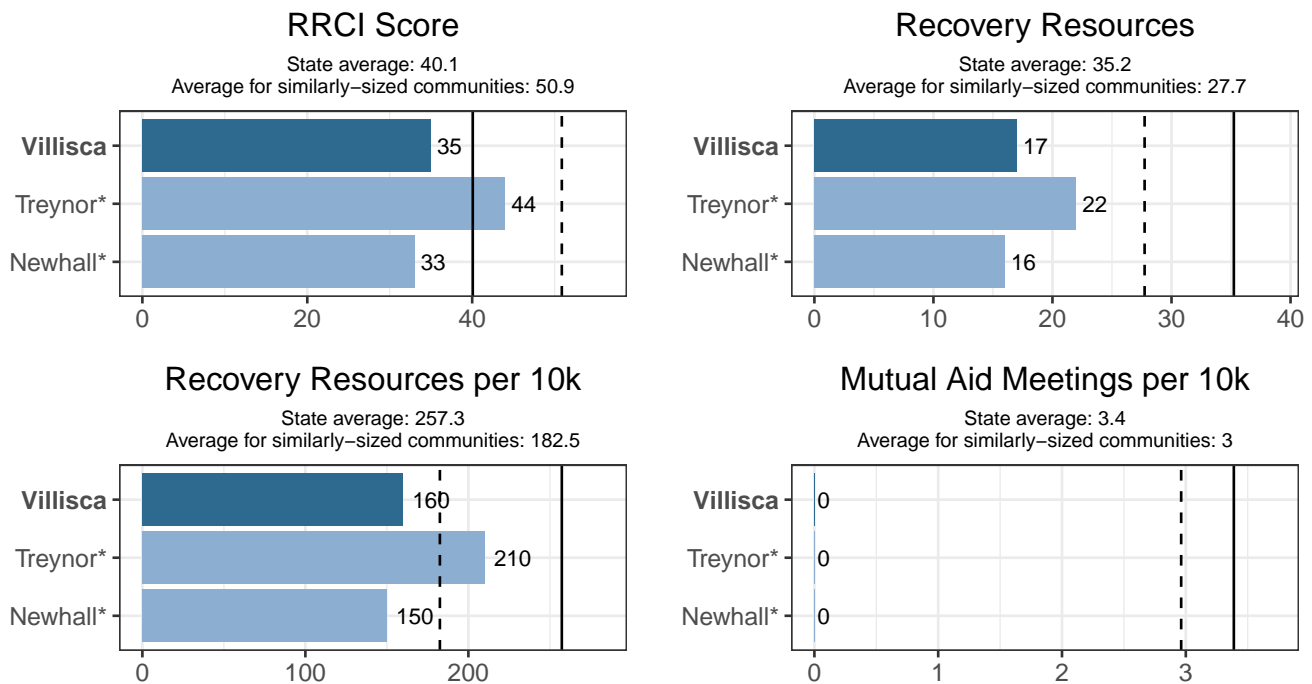 RRCI Score
State average: 40.1
Average for similarly−sized communities: 50.9
Villisca
35
Treynor*
44
Newhall*
33
0
20
40
Recovery Resources
State average: 35.2
Average for similarly−sized communities: 27.7
Villisca
17
Treynor*
22
Newhall*
16
0
10
20
30
40
Recovery Resources per 10k
State average: 257.3
Average for similarly−sized communities: 182.5
Villisca
160
Treynor*
210
Newhall*
150
0
100
200
Mutual Aid Meetings per 10k
State average: 3.4
Average for similarly−sized communities: 3
Villisca
0
Treynor*
0
Newhall*
0
0
1
2
3